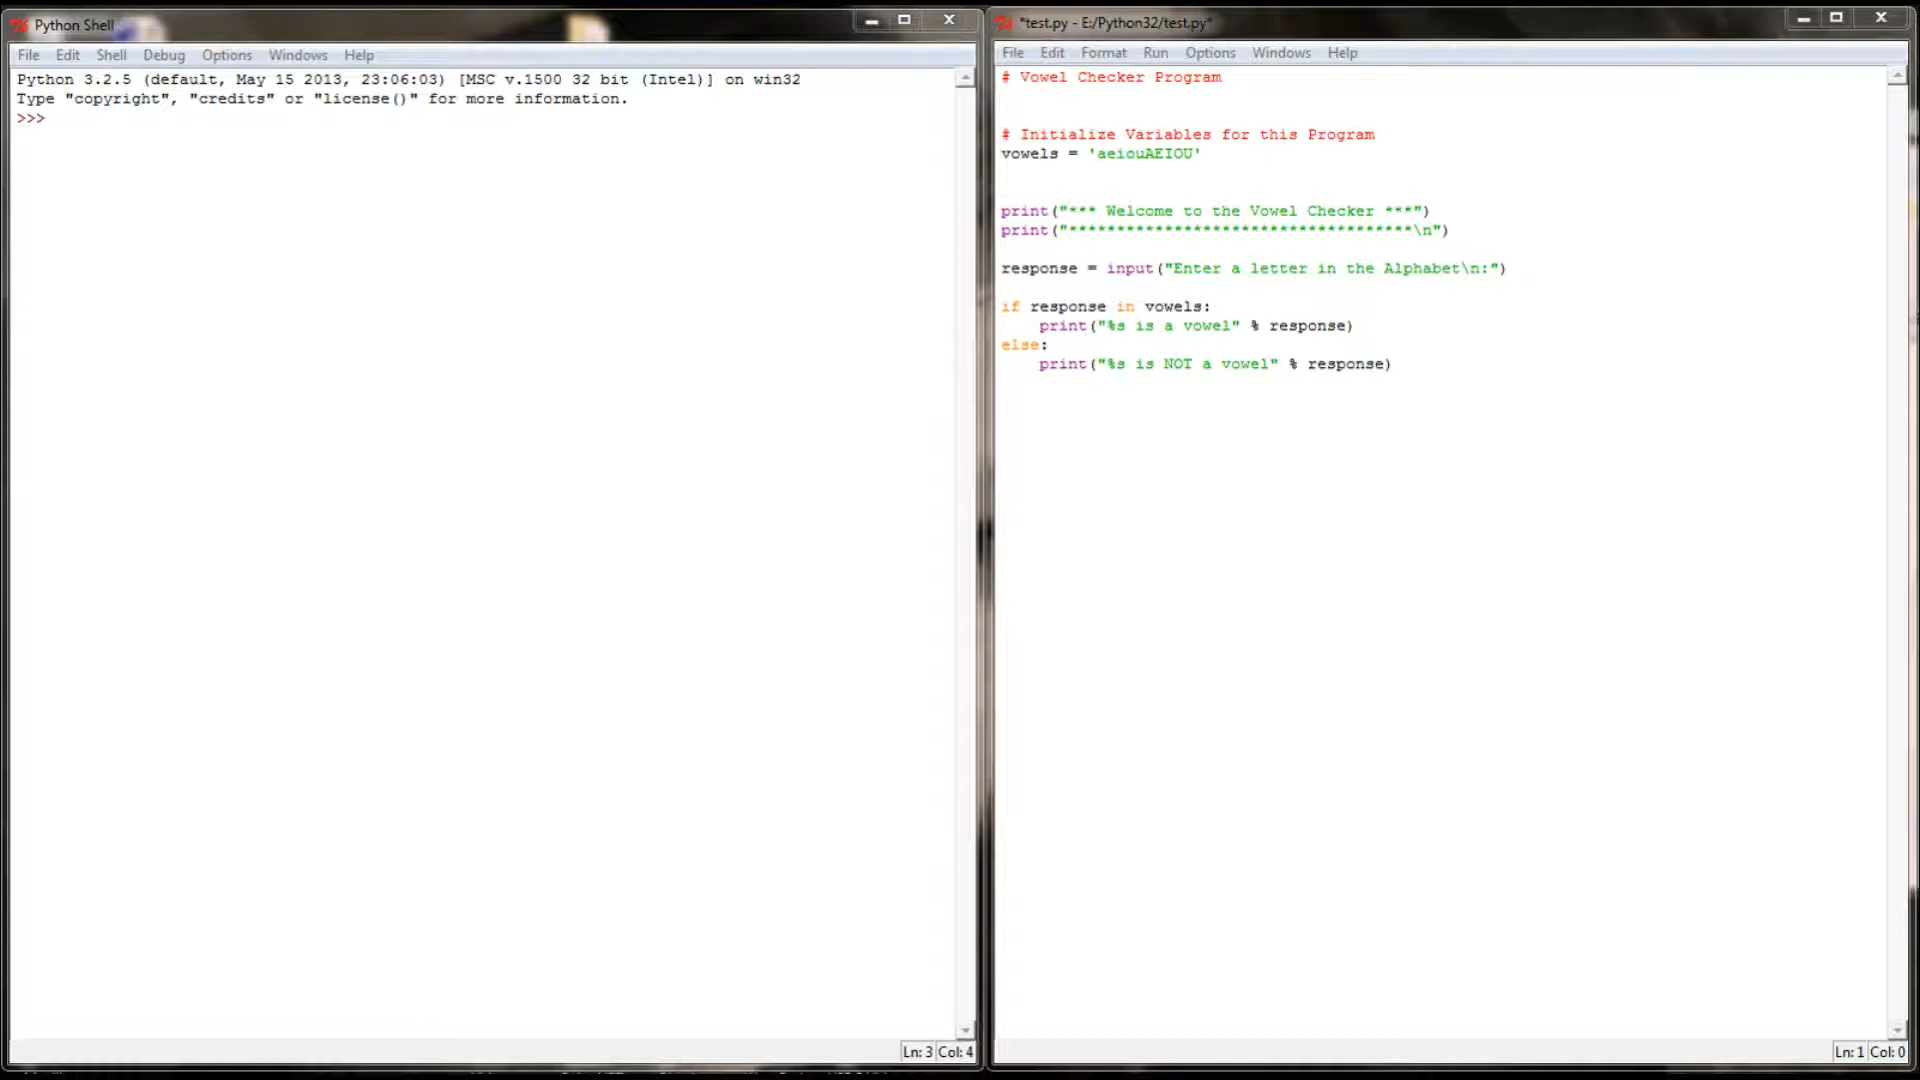 Python Shell
File Edit Shell Debug Options Windows Help
Python 3.2.5 (default, May 15 2013, 23:06:03) [MSC v.1500 32 bit (Intel)] on win32
Type "copyright", "credits" or "license()" for more information.
>>>
Ln: 3 Col: 4
*test.py - E:/Python32/test.py*
File Edit Format Run Options Windows Help
# Vowel Checker Program
# Initialize Variables for this Program
vowels = 'aeiouAEIOU'
print("*** Welcome to the Vowel Checker ***")
print("************************************\n")
response = input("Enter a letter in the Alphabet\n:")
if response in vowels:
    print("%s is a vowel" % response)
else:
    print("%s is NOT a vowel" % response)
Ln: 1 Col: 0